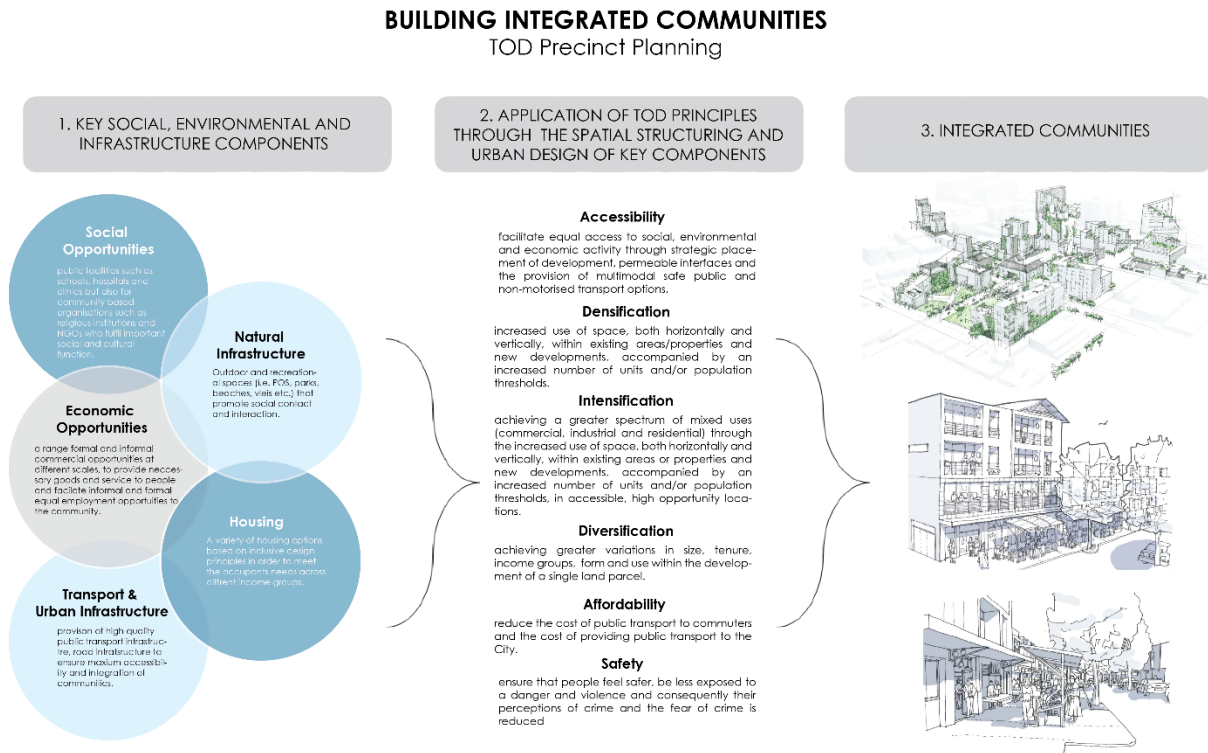 BUILDING INTEGRATED COMMUNITIES
TOD Precinct Planning
1. KEY SOCIAL, ENVIRONMENTAL AND
INFRASTRUCTURE COMPONENTS
Social
Opportunities
public facilities such as
schools, hospitals and
clinics but also for
community based
organisations such as
religious institutions and
NGOs who fulfil important
social and cultural
function.
Natural
Infrastructure
Outdoor and recreation-
al spaces (i.e. POS, parks,
beaches, vleis etc.) that
promote social contact
and interaction.
Economic
Opportunities
a range formal and informal
commercial opportunities at
different scales, to provide necces-
sary goods and service to people
and facilate informal and formal
equal employment opportuities to
the community.
Housing
A variety of housing options
based on inclusive design
principles in order to meet
the occupants needs across
diffrent income groups.
Transport &
Urban Infrastructure
provison of high quality
public transport infrastruc-
tre, road infratsructure to
ensure maxium accessibil-
ity and integration of
communities.
2. APPLICATION OF TOD PRINCIPLES
THROUGH THE SPATIAL STRUCTURING AND
URBAN DESIGN OF KEY COMPONENTS
Accessibility
facilitate equal access to social, environmental
and economic activity through strategic place-
ment of development, permeable interfaces and
the provision of multimodal safe public and
non-motorised transport options.
Densification
increased use of space, both horizontally and
vertically, within existing areas/properties and
new developments, accompanied by an
increased number of units and/or population
thresholds.
Intensification
achieving a greater spectrum of mixed uses
(commercial, industrial and residential) through
the increased use of space, both horizontally and
vertically, within existing areas or properties and
new developments, accompanied by an
increased number of units and/or population
thresholds, in accessible, high opportunity loca-
tions.
Diversification
achieving greater variations in size, tenure,
income groups, form and use within the develop-
ment of a single land parcel.
Affordability
reduce the cost of public transport to commuters
and the cost of providing public transport to the
City.
Safety
ensure that people feel safer, be less exposed to
a danger and violence and consequently their
perceptions of crime and the fear of crime is
reduced
3. INTEGRATED COMMUNITIES